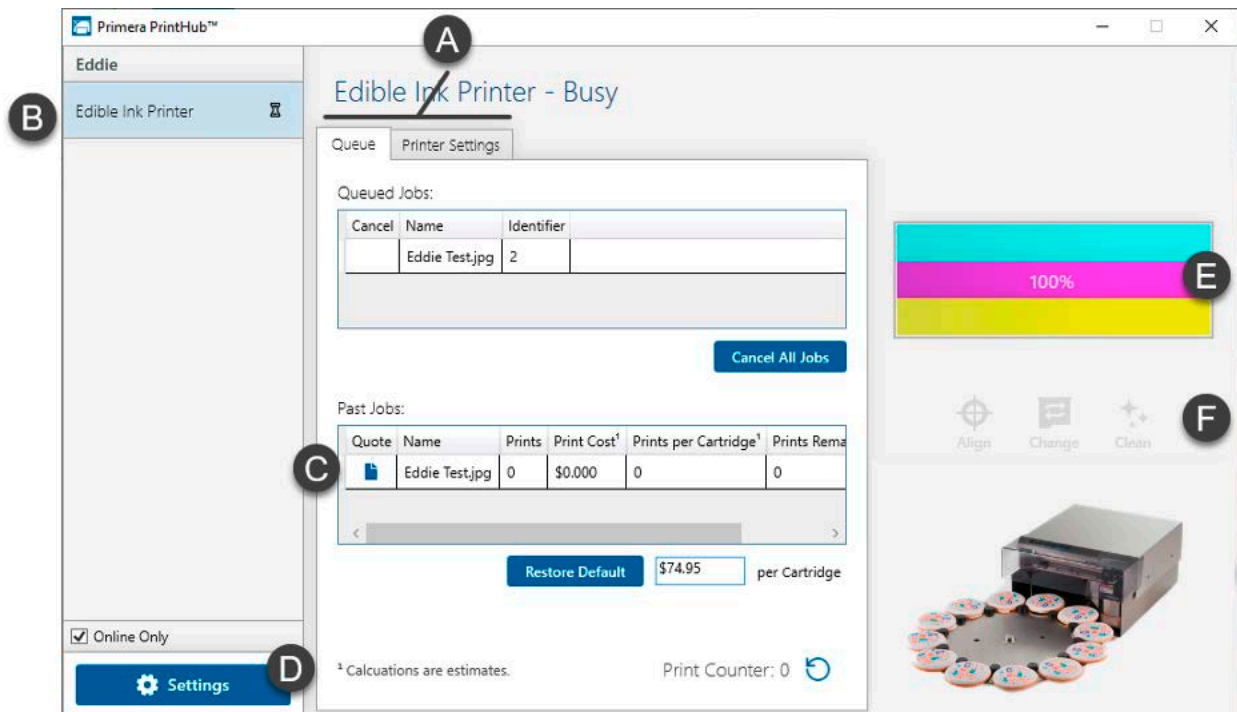 Primera PrintHub™
A
Eddie
Edible Ink Printer
B
Edible Ink Printer - Busy
Queue Printer Settings
Queued Jobs:
Cancel Name Identifier
Eddie Test.jpg 2
100%
E
Cancel All Jobs
Past Jobs:
Align Change Clean
F
Quote Name Prints Print Cost¹ Prints per Cartridge¹ Prints Rema
C
Eddie Test.jpg 0 $0.000 0 0
Restore Default $74.95 per Cartridge
Online Only
D
Settings
¹ Calcuations are estimates.
Print Counter: 0